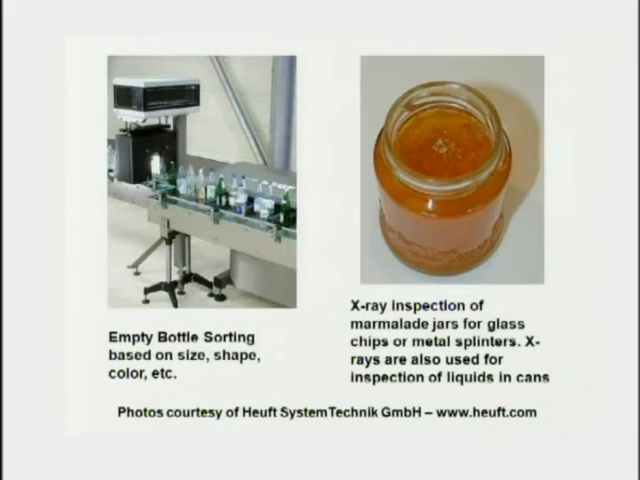 Empty Bottle Sorting
based on size, shape,
color, etc.
X-ray inspection of
marmalade jars for glass
chips or metal splinters. X-
rays are also used for
inspection of liquids in cans
Photos courtesy of Heuft SystemTechnik GmbH – www.heuft.com